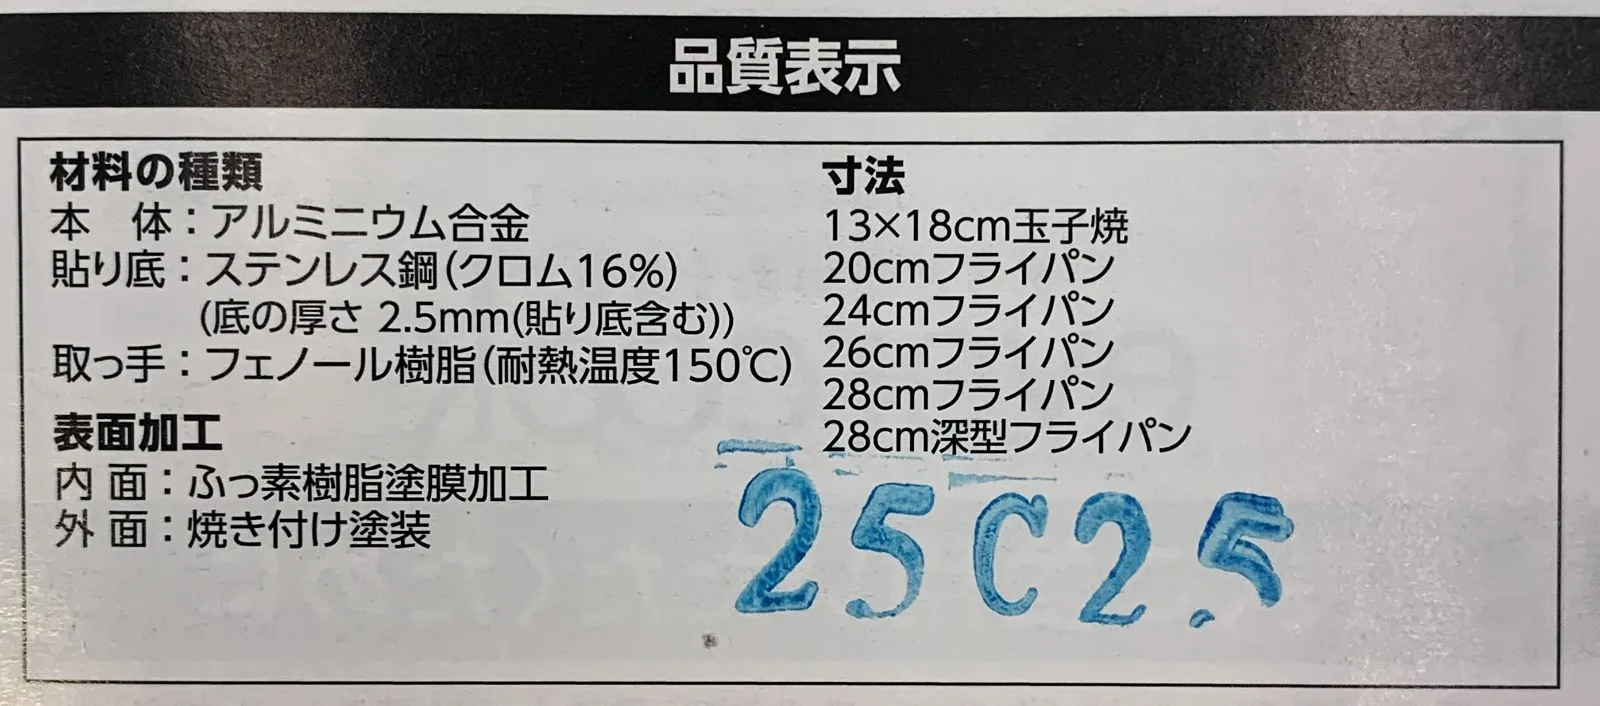 品質表示
材料の種類
本　体：アルミニウム合金
貼り底：ステンレス鋼(クロム16%)
(底の厚さ 2.5mm(貼り底含む))
取っ手：フェノール樹脂(耐熱温度150℃)
表面加工
内 面：ふっ素樹脂塗膜加工
外 面：焼き付け塗装
寸法
13×18cm玉子焼
20cmフライパン
24cmフライパン
26cmフライパン
28cmフライパン
28cm深型フライパン
25C2.5